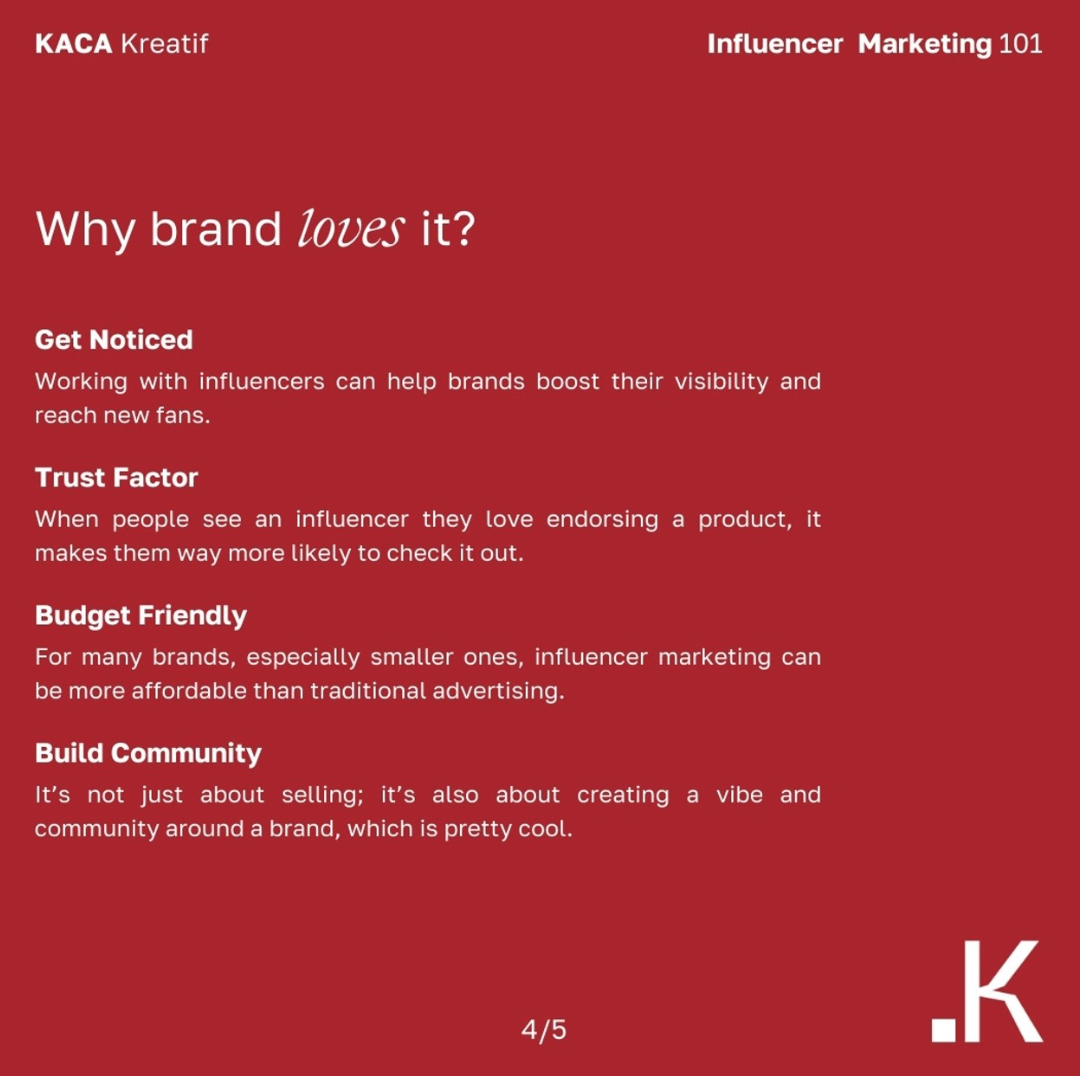 KACA Kreatif
Influencer Marketing 101
Why brand loves it?
Get Noticed
Working with influencers can help brands boost their visibility and
reach new fans.
Trust Factor
When people see an influencer they love endorsing a product, it
makes them way more likely to check it out.
Budget Friendly
For many brands, especially smaller ones, influencer marketing can
be more affordable than traditional advertising.
Build Community
It’s not just about selling; it’s also about creating a vibe and
community around a brand, which is pretty cool.
4/5
.K